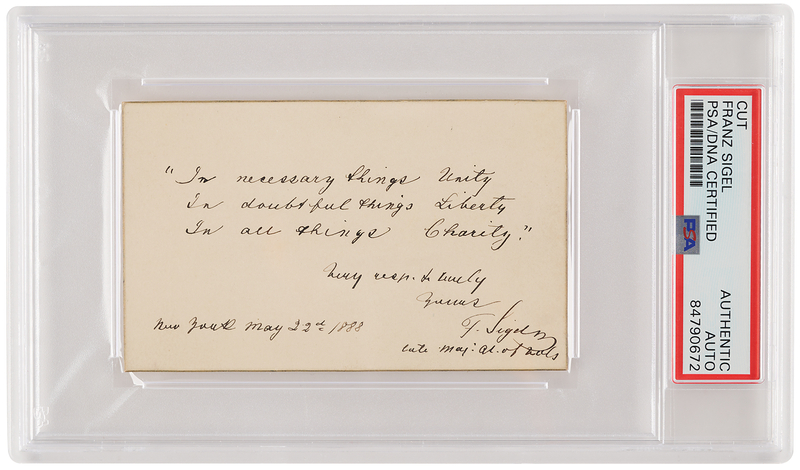 "In necessary things Unity
In doubtful things Liberty
In all things Charity."
Very resp. & truly
Yours
New York May 22nd 1888
F. Sigel
late Maj: Gl. of Vols
CUT
FRANZ SIGEL
PSA/DNA CERTIFIED
PSA
AUTHENTIC
AUTO
84790672